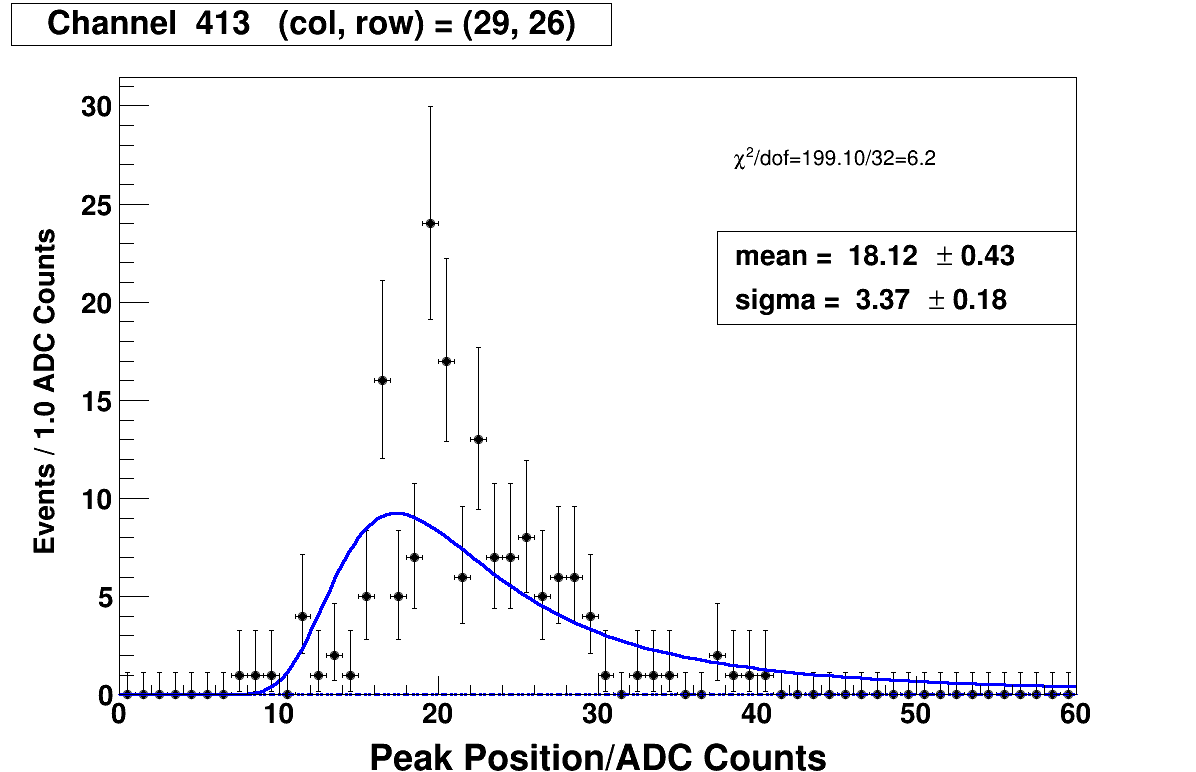 Channel 413 (col, row) = (29, 26)
30
25
20
15
10
5
0
Events / 1.0 ADC Counts
χ²/dof=199.10/32=6.2
mean = 18.12 ± 0.43
sigma = 3.37 ± 0.18
0 10 20 30 40 50 60
Peak Position/ADC Counts